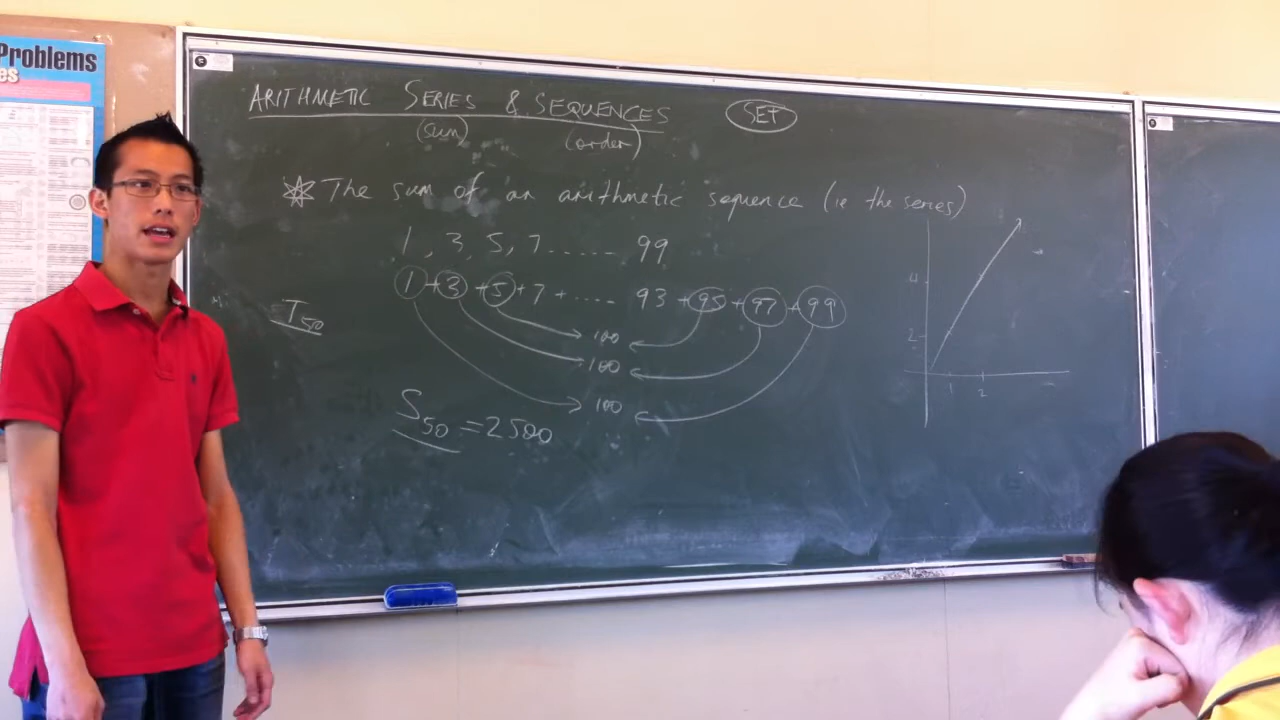 Problems
es
ARITHMETIC SERIES & SEQUENCES SET
(sum) (order)
The sum of an arithmetic sequence (ie the series)
1, 3, 5, 7 ...... 99
1 + 3 + 5 + 7 + .... 93 + 95 + 97 + 99
T50
100
100
100
S50 = 2500
4
2
1 2